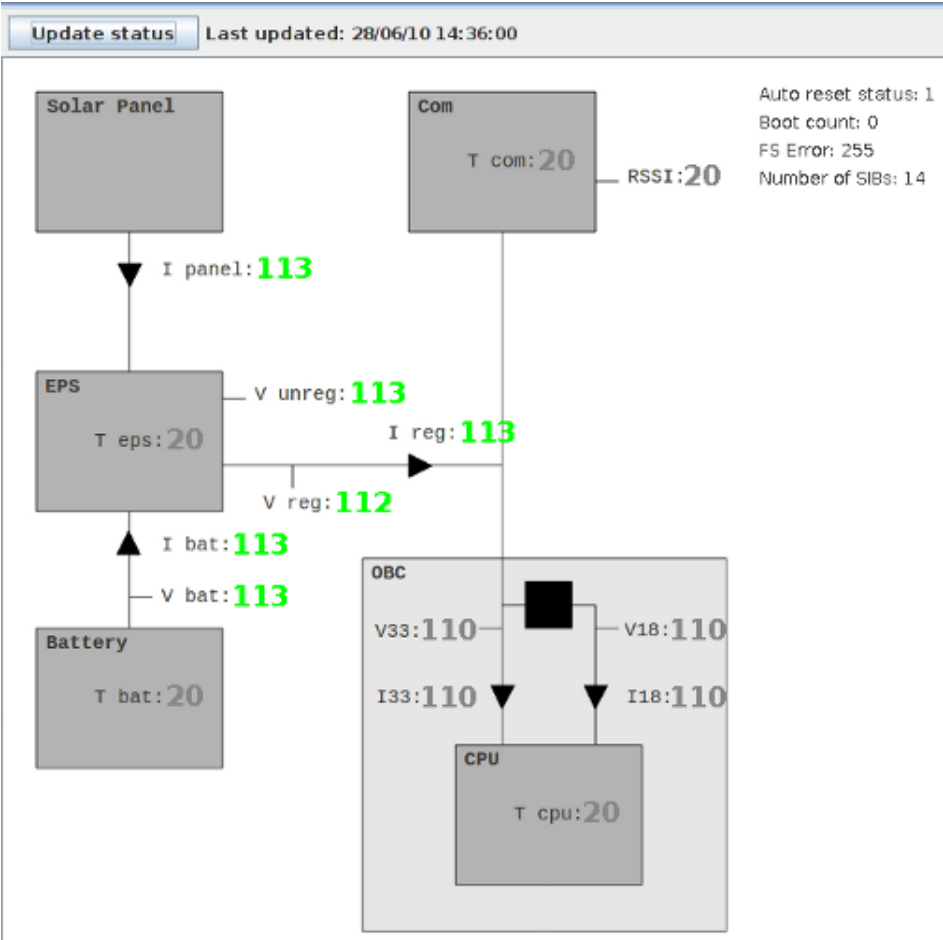 Update status Last updated: 28/06/10 14:36:00
Solar Panel
Com
T com:20
RSSI:20
Auto reset status: 1
Boot count: 0
FS Error: 255
Number of SIBs: 14
I panel:113
EPS
T eps:20
V unreg:113
I reg:113
V reg:112
I bat:113
V bat:113
Battery
T bat:20
OBC
V33:110
V18:110
I33:110
I18:110
CPU
T cpu:20